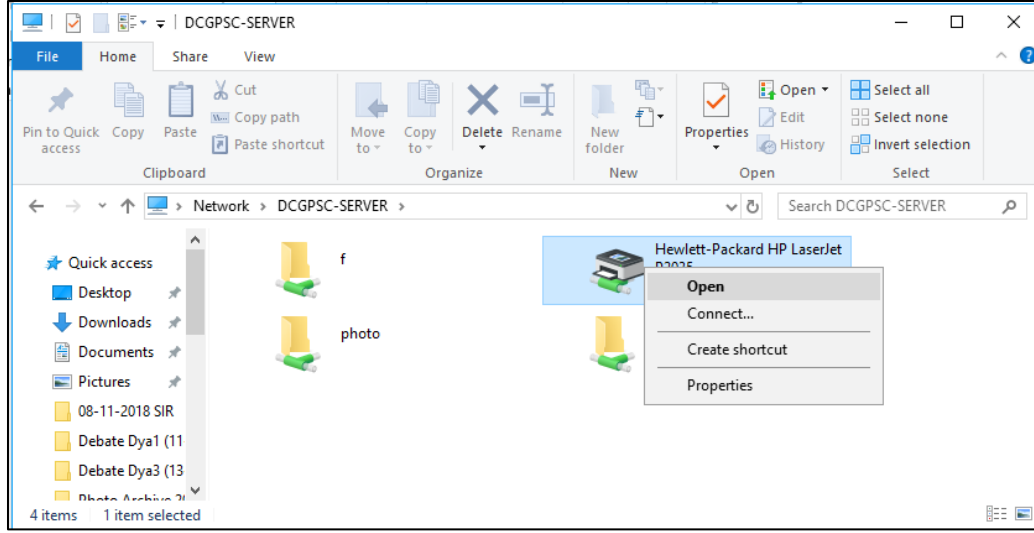 DCGPSC-SERVER
File Home Share View
Pin to Quick access
Copy
Paste
Cut
Copy path
Paste shortcut
Clipboard
Move to
Copy to
Delete
Rename
Organize
New folder
New
Properties
Open
Edit
History
Open
Select all
Select none
Invert selection
Select
Network > DCGPSC-SERVER >
Search DCGPSC-SERVER
Quick access
Desktop
Downloads
Documents
Pictures
08-11-2018 SIR
Debate Dya1 (11
Debate Dya3 (13
f
photo
Hewlett-Packard HP LaserJet
Open
Connect...
Create shortcut
Properties
4 items 1 item selected